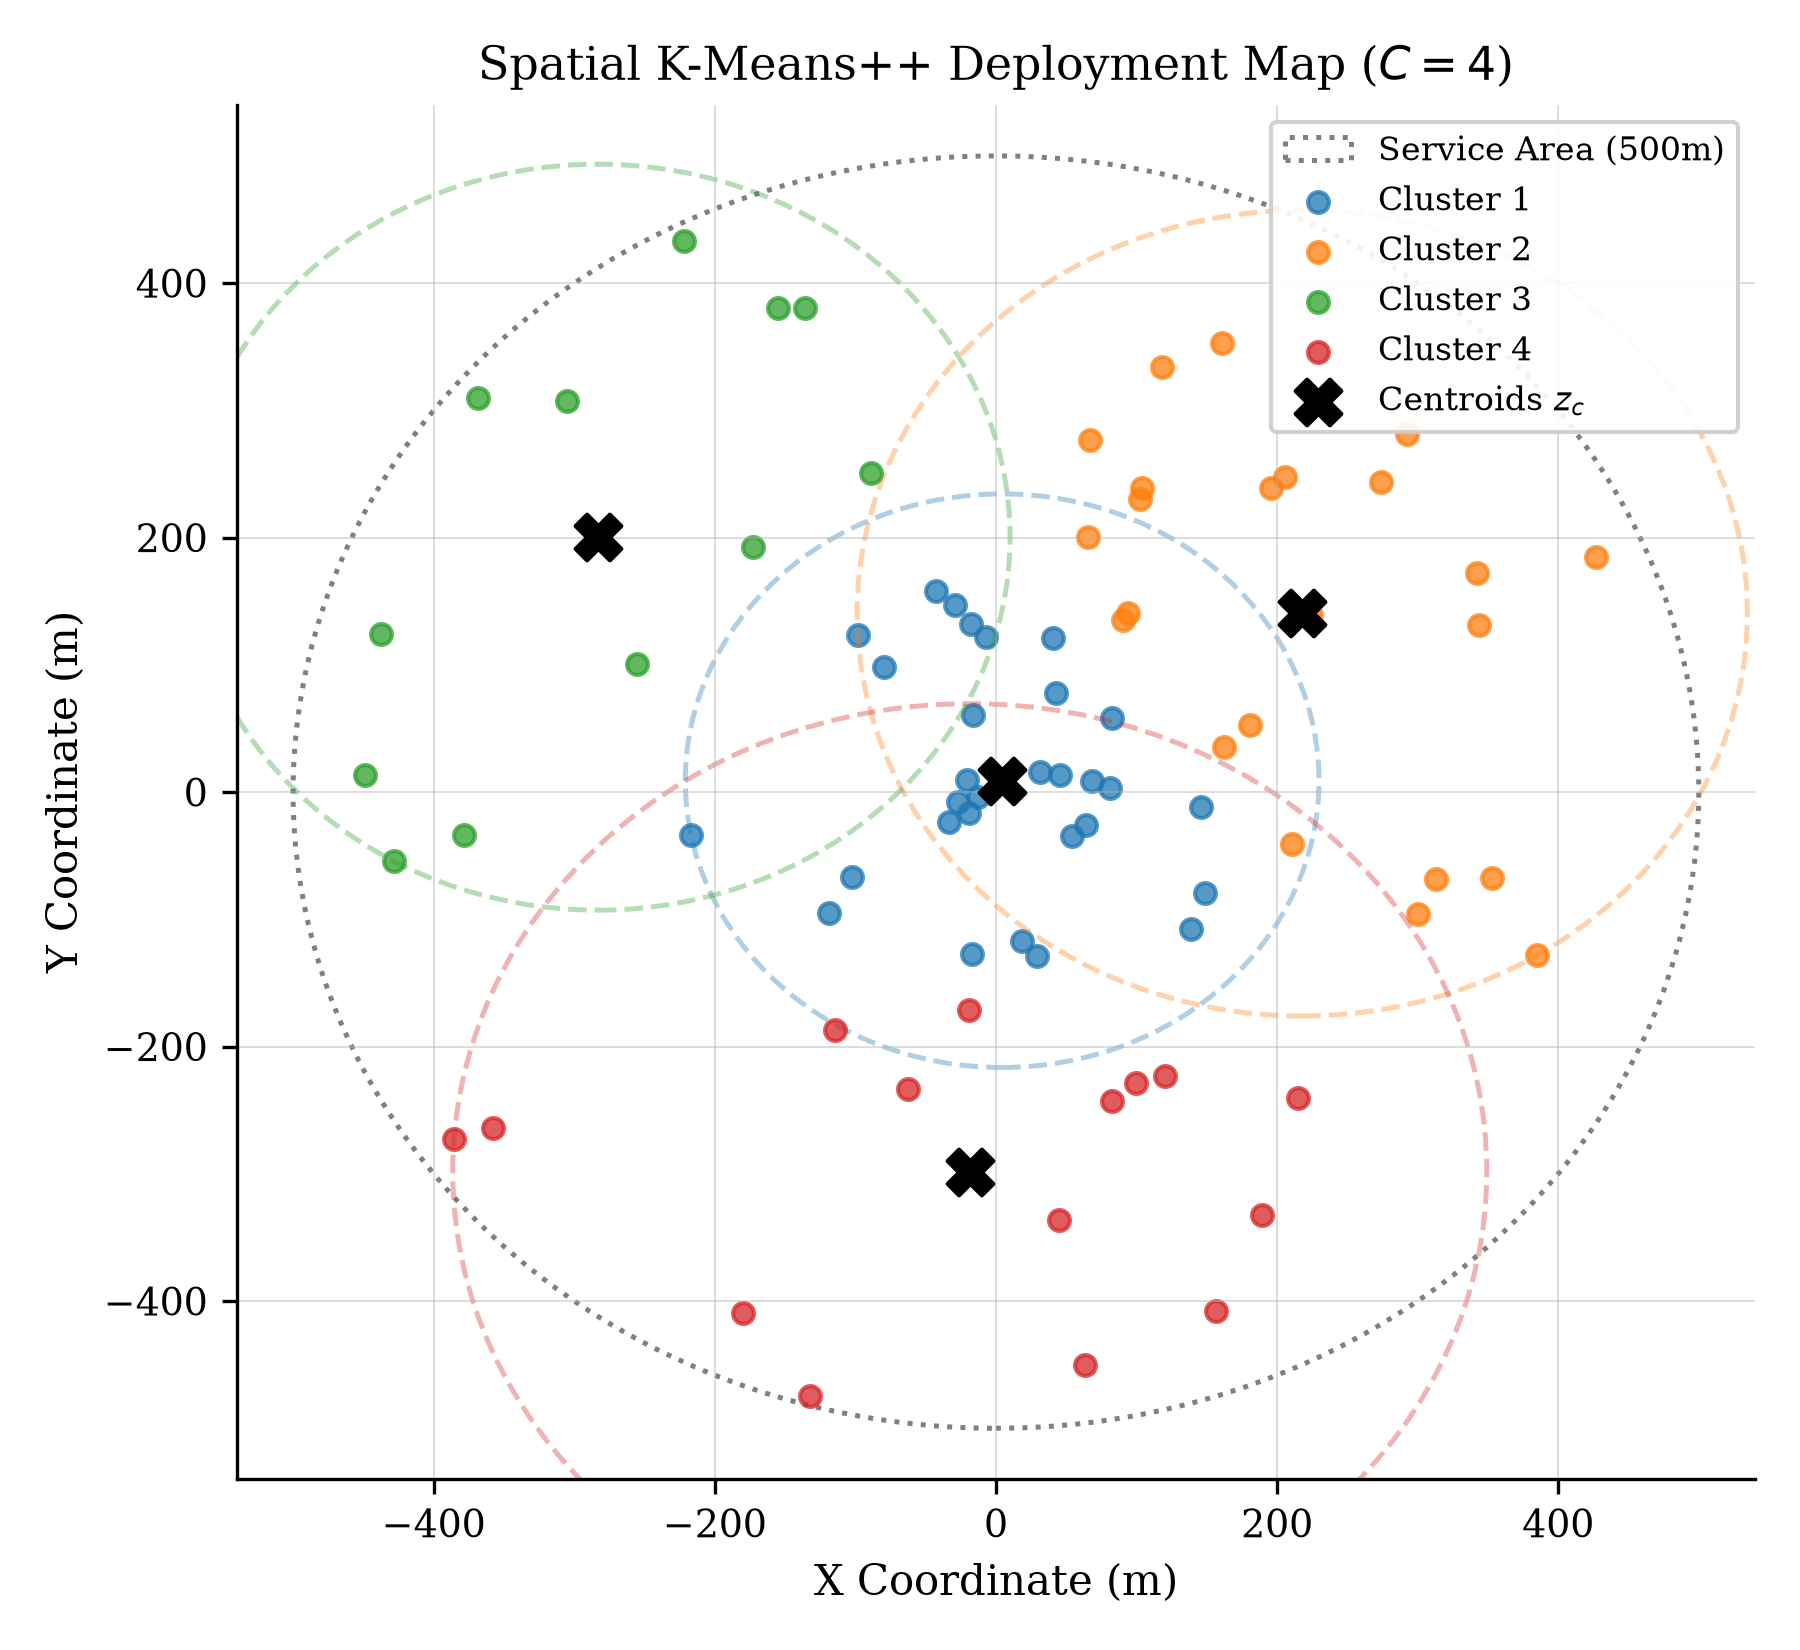 Spatial K-Means++ Deployment Map (C = 4)
Service Area (500m)
Cluster 1
Cluster 2
Cluster 3
Cluster 4
Centroids z_c
Y Coordinate (m)
400
200
0
−200
−400
−400
−200
0
200
400
X Coordinate (m)